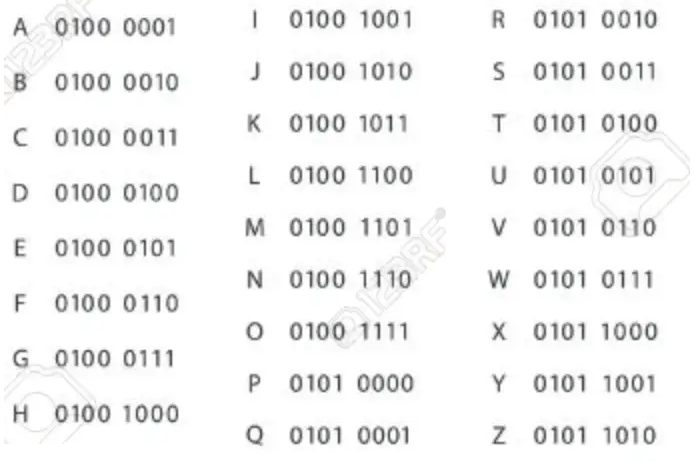 A 0100 0001
B 0100 0010
C 0100 0011
D 0100 0100
E 0100 0101
F 0100 0110
G 0100 0111
H 0100 1000
I 0100 1001
J 0100 1010
K 0100 1011
L 0100 1100
M 0100 1101
N 0100 1110
O 0100 1111
P 0101 0000
Q 0101 0001
R 0101 0010
S 0101 0011
T 0101 0100
U 0101 0101
V 0101 0110
W 0101 0111
X 0101 1000
Y 0101 1001
Z 0101 1010
123RF
123RF